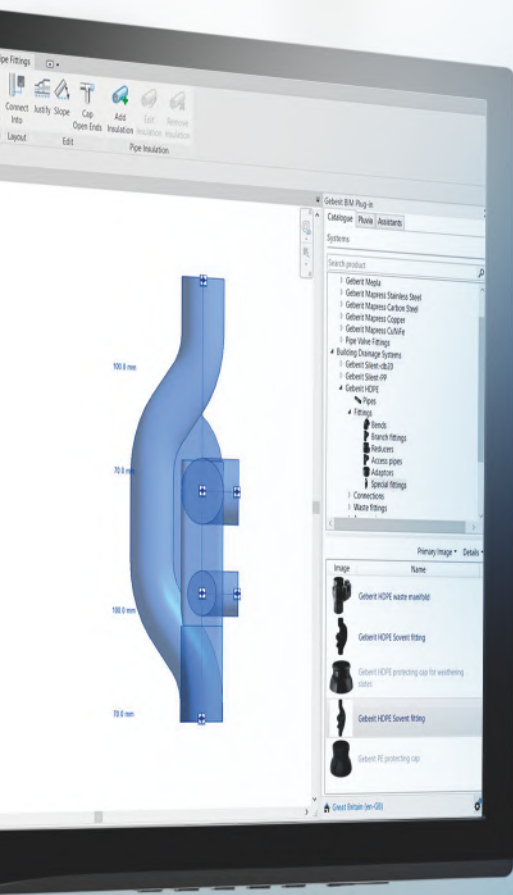 pe Fittings
Connect
Into
Justify
Slope
Cap
Open Ends
Add
Insulation
Edit
Insulation
Remove
Insulation
Layout
Edit
Pipe Insulation
100.0 mm
70.0 mm
100.0 mm
70.0 mm
Geberit BIM Plug-in
Catalogue Pluvia Assistants
Systems
Search product
Geberit Mepla
Geberit Mapress Stainless Steel
Geberit Mapress Carbon Steel
Geberit Mapress Copper
Geberit Mapress CuNiFe
Pipe Valve Fittings
Building Drainage Systems
Geberit Silent-db20
Geberit Silent-PP
Geberit HDPE
Pipes
Fittings
Bends
Branch fittings
Reducers
Access pipes
Adaptors
Special fittings
Connections
Waste fittings
Primary Image Details
Image Name
Geberit HDPE waste manifold
Geberit HDPE Sovent fitting
Geberit HDPE protecting cap for weathering
slates
Geberit HDPE Sovent fitting
Geberit PE protecting cap
Great Britain (en-GB)